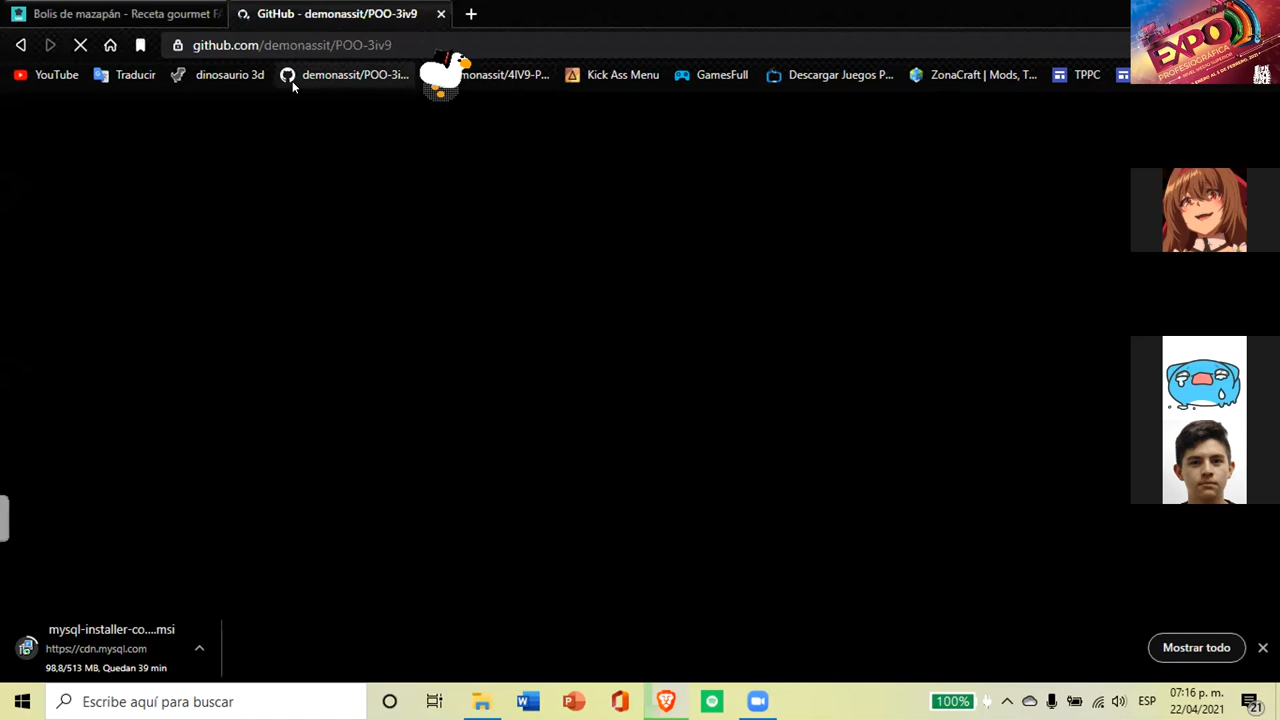 Bolis de mazapán - Receta gourmet FÁ
GitHub - demonassit/POO-3iv9
github.com/demonassit/POO-3iv9
YouTube
Traducir
dinosaurio 3d
demonassit/POO-3i...
monassit/4IV9-P...
Kick Ass Menu
GamesFull
Descargar Juegos P...
ZonaCraft | Mods, T...
TPPC
EXPO
PROFESIOGRÁFICA
mysql-installer-co....msi
https://cdn.mysql.com
98,8/513 MB, Quedan 39 min
Mostrar todo
Escribe aquí para buscar
100%
ESP
07:16 p. m.
22/04/2021
21